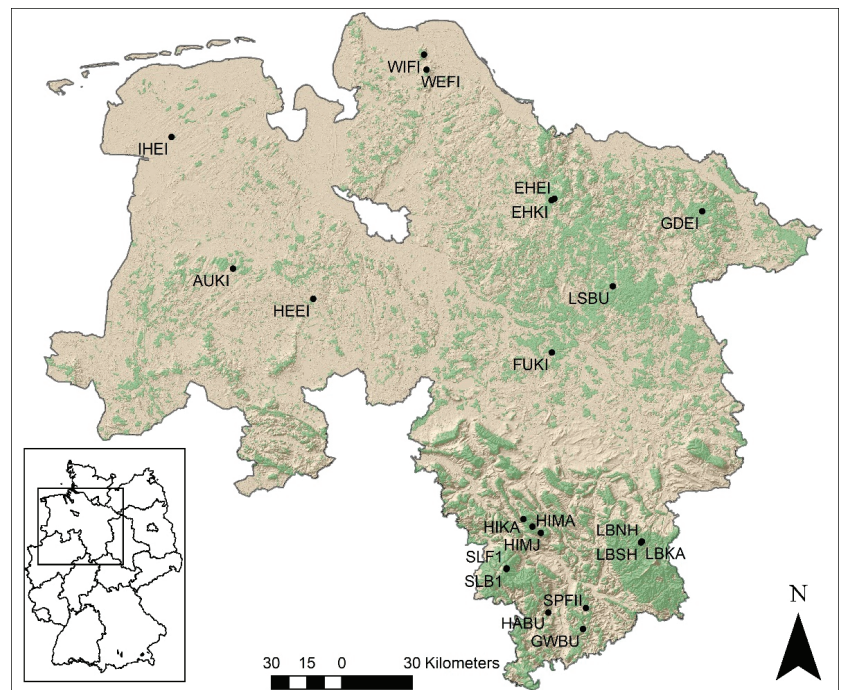 WIFI
WEFI
IHEI
EHEI
EHKI
GDEI
AUKI
LSBU
HEEI
FUKI
HIKA
HIMA
HIMJ
LBNH
LBSH
LBKA
SLF1
SLB1
SPFII
HABU
GWBU
N
30 15 0 30 Kilometers